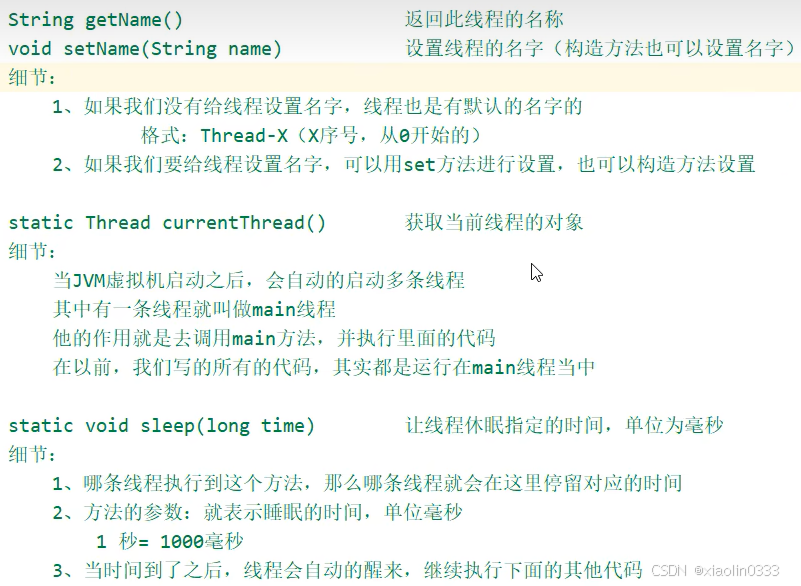 String getName() 返回此线程的名称
void setName(String name) 设置线程的名字（构造方法也可以设置名字）
细节：
1、如果我们没有给线程设置名字，线程也是有默认的名字的
格式：Thread-X（X序号，从0开始的）
2、如果我们要给线程设置名字，可以用set方法进行设置，也可以构造方法设置
static Thread currentThread() 获取当前线程的对象
细节：
当JVM虚拟机启动之后，会自动的启动多条线程
其中有一条线程就叫做main线程
他的作用就是去调用main方法，并执行里面的代码
在以前，我们写的所有的代码，其实都是运行在main线程当中
static void sleep(long time) 让线程休眠指定的时间，单位为毫秒
细节：
1、哪条线程执行到这个方法，那么哪条线程就会在这里停留对应的时间
2、方法的参数：就表示睡眠的时间，单位毫秒
1 秒= 1000毫秒
3、当时间到了之后，线程会自动的醒来，继续执行下面的其他代码
CSDN @xiaolin0333